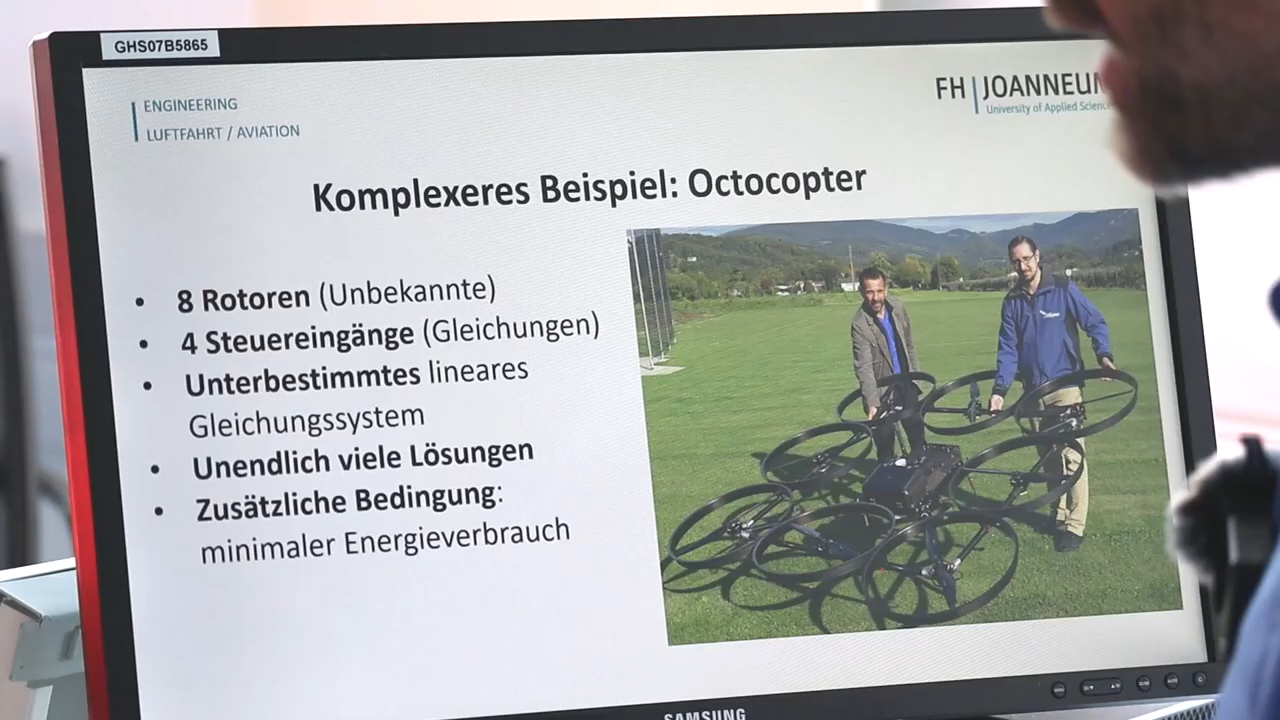 GHS07B5865
ENGINEERING
LUFTFAHRT / AVIATION
FH | JOANNEUM
University of Applied Sciences
Komplexeres Beispiel: Octocopter
• 8 Rotoren (Unbekannte)
• 4 Steuereingänge (Gleichungen)
• Unterbestimmtes lineares
Gleichungssystem
• Unendlich viele Lösungen
• Zusätzliche Bedingung:
minimaler Energieverbrauch
SAMSUNG